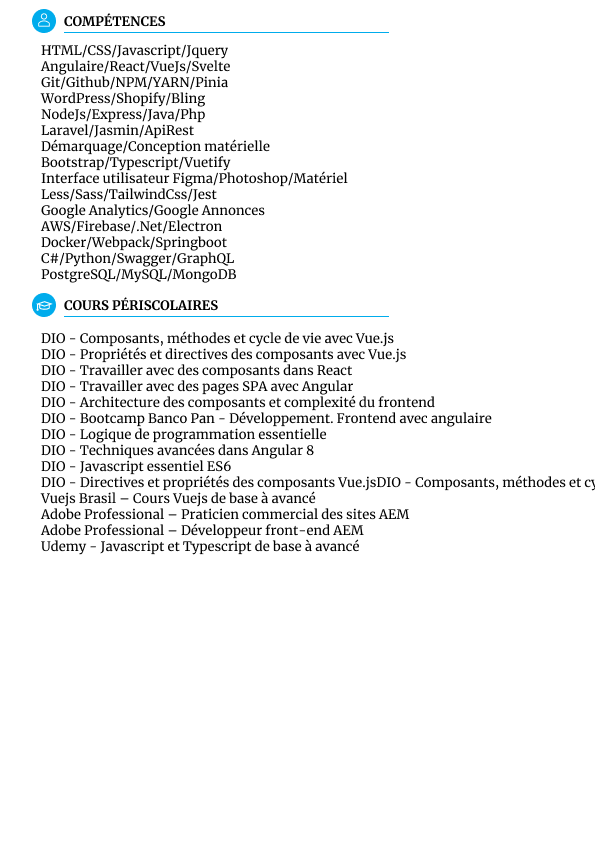 COMPÉTENCES
HTML/CSS/Javascript/Jquery
Angulaire/React/VueJs/Svelte
Git/Github/NPM/YARN/Pinia
WordPress/Shopify/Bling
NodeJs/Express/Java/Php
Laravel/Jasmin/ApiRest
Démarquage/Conception matérielle
Bootstrap/Typescript/Vuetify
Interface utilisateur Figma/Photoshop/Matériel
Less/Sass/TailwindCss/Jest
Google Analytics/Google Annonces
AWS/Firebase/.Net/Electron
Docker/Webpack/Springboot
C#/Python/Swagger/GraphQL
PostgreSQL/MySQL/MongoDB
COURS PÉRISCOLAIRES
DIO - Composants, méthodes et cycle de vie avec Vue.js
DIO - Propriétés et directives des composants avec Vue.js
DIO - Travailler avec des composants dans React
DIO - Travailler avec des pages SPA avec Angular
DIO - Architecture des composants et complexité du frontend
DIO - Bootcamp Banco Pan - Développement. Frontend avec angulaire
DIO - Logique de programmation essentielle
DIO - Techniques avancées dans Angular 8
DIO - Javascript essentiel ES6
DIO - Directives et propriétés des composants Vue.jsDIO - Composants, méthodes et cy
Vuejs Brasil – Cours Vuejs de base à avancé
Adobe Professional – Praticien commercial des sites AEM
Adobe Professional – Développeur front-end AEM
Udemy - Javascript et Typescript de base à avancé